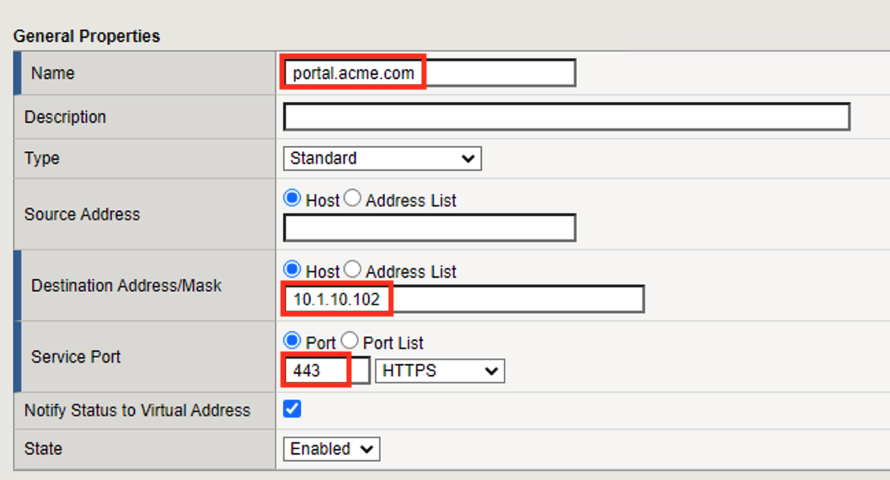 General Properties
Name portal.acme.com
Description
Type Standard
Source Address Host Address List
Destination Address/Mask Host Address List
10.1.10.102
Service Port Port Port List
443 HTTPS
Notify Status to Virtual Address
State Enabled